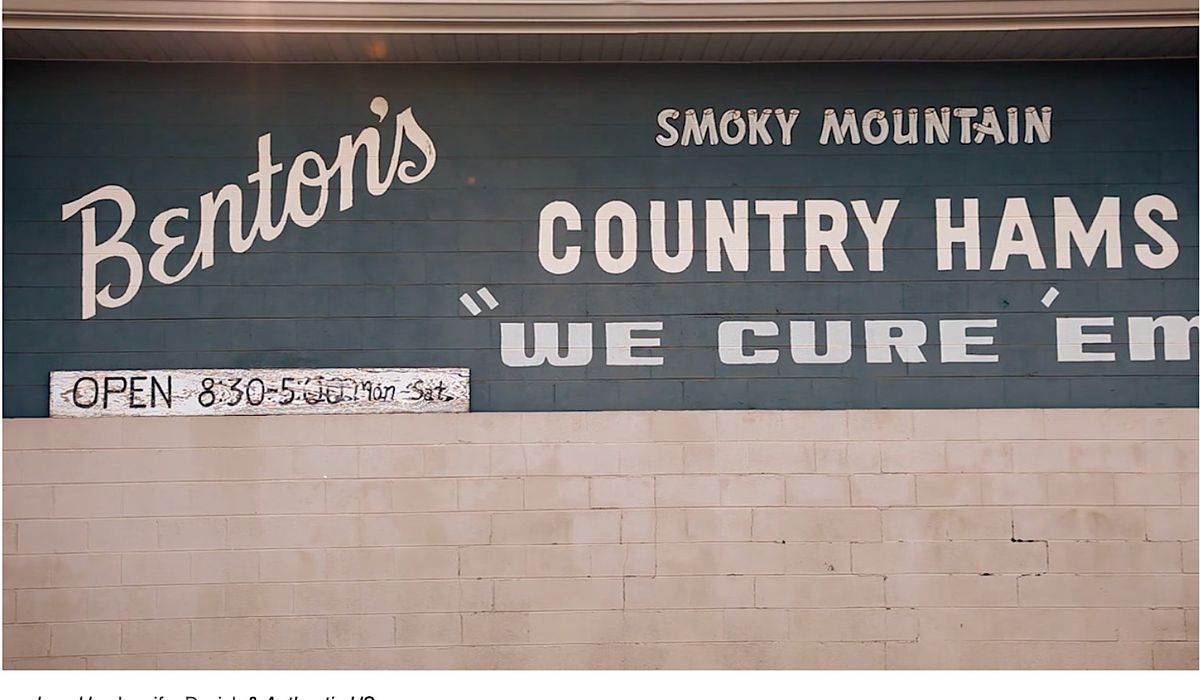 Benton's
SMOKY MOUNTAIN
COUNTRY HAMS
"WE CURE 'EM
OPEN 8:30-5:00 Mon-Sat.